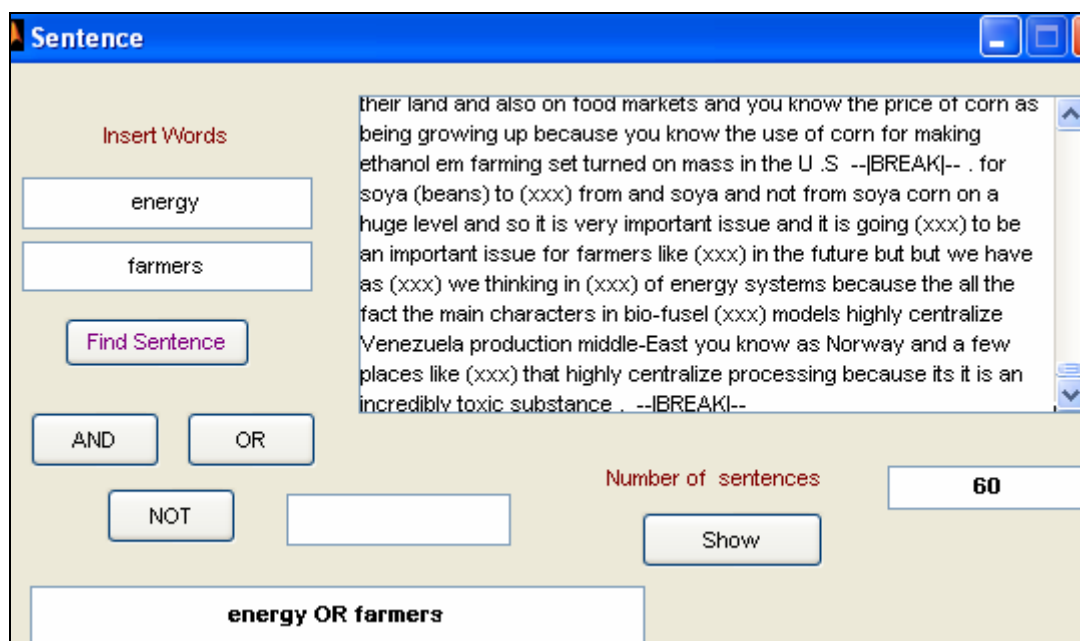 Sentence
Insert Words
energy
farmers
Find Sentence
AND
OR
NOT
their land and also on food markets and you know the price of corn as
being growing up because you know the use of corn for making
ethanol em farming set turned on mass in the U .S --|BREAK|-- . for
soya (beans) to (xxx) from and soya and not from soya corn on a
huge level and so it is very important issue and it is going (xxx) to be
an important issue for farmers like (xxx) in the future but but we have
as (xxx) we thinking in (xxx) of energy systems because the all the
fact the main characters in bio-fusel (xxx) models highly centralize
Venezuela production middle-East you know as Norway and a few
places like (xxx) that highly centralize processing because its it is an
incredibly toxic substance . --|BREAK|--
Number of sentences
60
Show
energy OR farmers